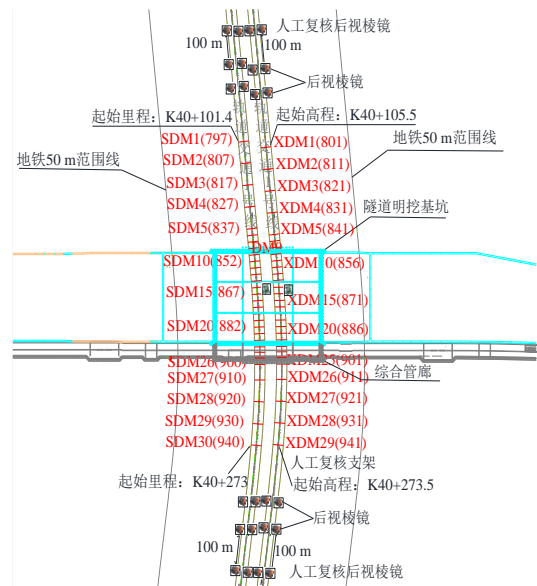 人工复核后视棱镜
100 m
100 m
后视棱镜
起始里程：K40+101.4
起始高程：K40+105.5
SDM1(797)
XDM1(801)
地铁50 m范围线
地铁50 m范围线
SDM2(807)
XDM2(811)
SDM3(817)
XDM3(821)
SDM4(827)
XDM4(831)
隧道明挖基坑
SDM5(837)
XDM5(841)
SDM10(852)
XDM10(856)
SDM15(867)
XDM15(871)
SDM20(882)
XDM20(886)
SDM26(900)
XDM25(901)
综合管廊
SDM27(910)
XDM26(911)
SDM28(920)
XDM27(921)
SDM29(930)
XDM28(931)
SDM30(940)
XDM29(941)
人工复核支架
起始里程：K40+273
起始高程：K40+273.5
后视棱镜
100 m
100 m
人工复核后视棱镜